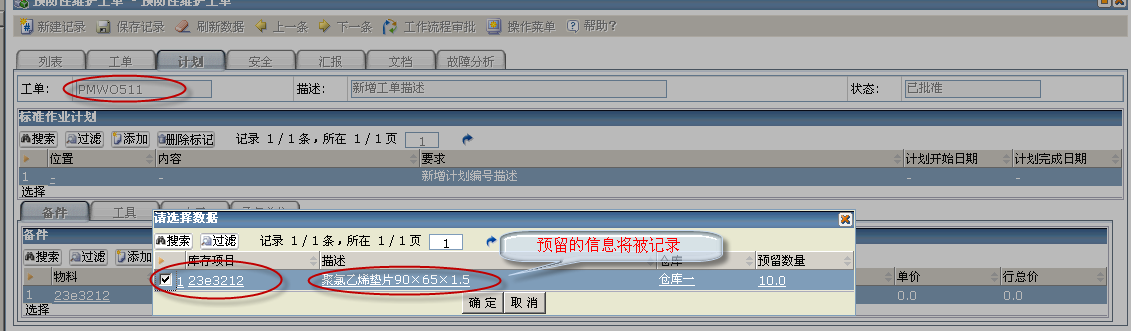 预防性维护工单 - 预防性维护工单
新建记录 保存记录 刷新数据 上一条 下一条 工作流程审批 操作菜单 帮助?
列表 工单 计划 安全 汇报 文档 故障分析
工单: PMWO511 描述: 新增工单描述 状态: 已批准
标准作业计划
搜索 过滤 添加 删除标记 记录 1 / 1 条，所在 1 / 1 页 1
位置 内容 要求 计划开始日期 计划完成日期
1 - - 新增计划编号描述 - -
选择
备件 工具
请选择数据
搜索 过滤 记录 1 / 1 条，所在 1 / 1 页 1
预留的信息将被记录
库存项目 描述 仓库 预留数量
1 23e3212 聚氯乙烯垫片90×65×1.5 仓库一 10.0
确 定 取 消
备件
搜索 过滤 添加
物料 单价 行总价
1 23e3212 0.0 0.0
选择